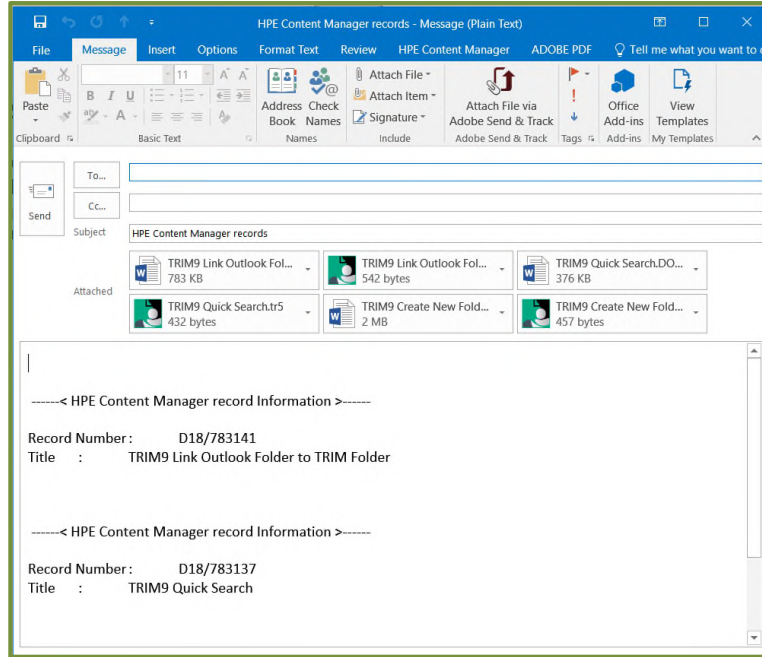 HPE Content Manager records - Message (Plain Text)
File Message Insert Options Format Text Review HPE Content Manager ADOBE PDF Tell me what you want to
Paste
11 A A
B I U
A
Address Book
Check Names
Attach File
Attach Item
Signature
Attach File via Adobe Send & Track
Office Add-ins
View Templates
Clipboard Basic Text Names Include Adobe Send & Track Tags Add-ins My Templates
Send
To...
Cc...
Subject HPE Content Manager records
Attached
TRIM9 Link Outlook Fol... TRIM9 Link Outlook Fol... TRIM9 Quick Search.DO...
783 KB 542 bytes 376 KB
TRIM9 Quick Search.tr5 TRIM9 Create New Fold... TRIM9 Create New Fold...
432 bytes 2 MB 457 bytes
------< HPE Content Manager record Information >------
Record Number : D18/783141
Title : TRIM9 Link Outlook Folder to TRIM Folder
------< HPE Content Manager record Information >------
Record Number : D18/783137
Title : TRIM9 Quick Search